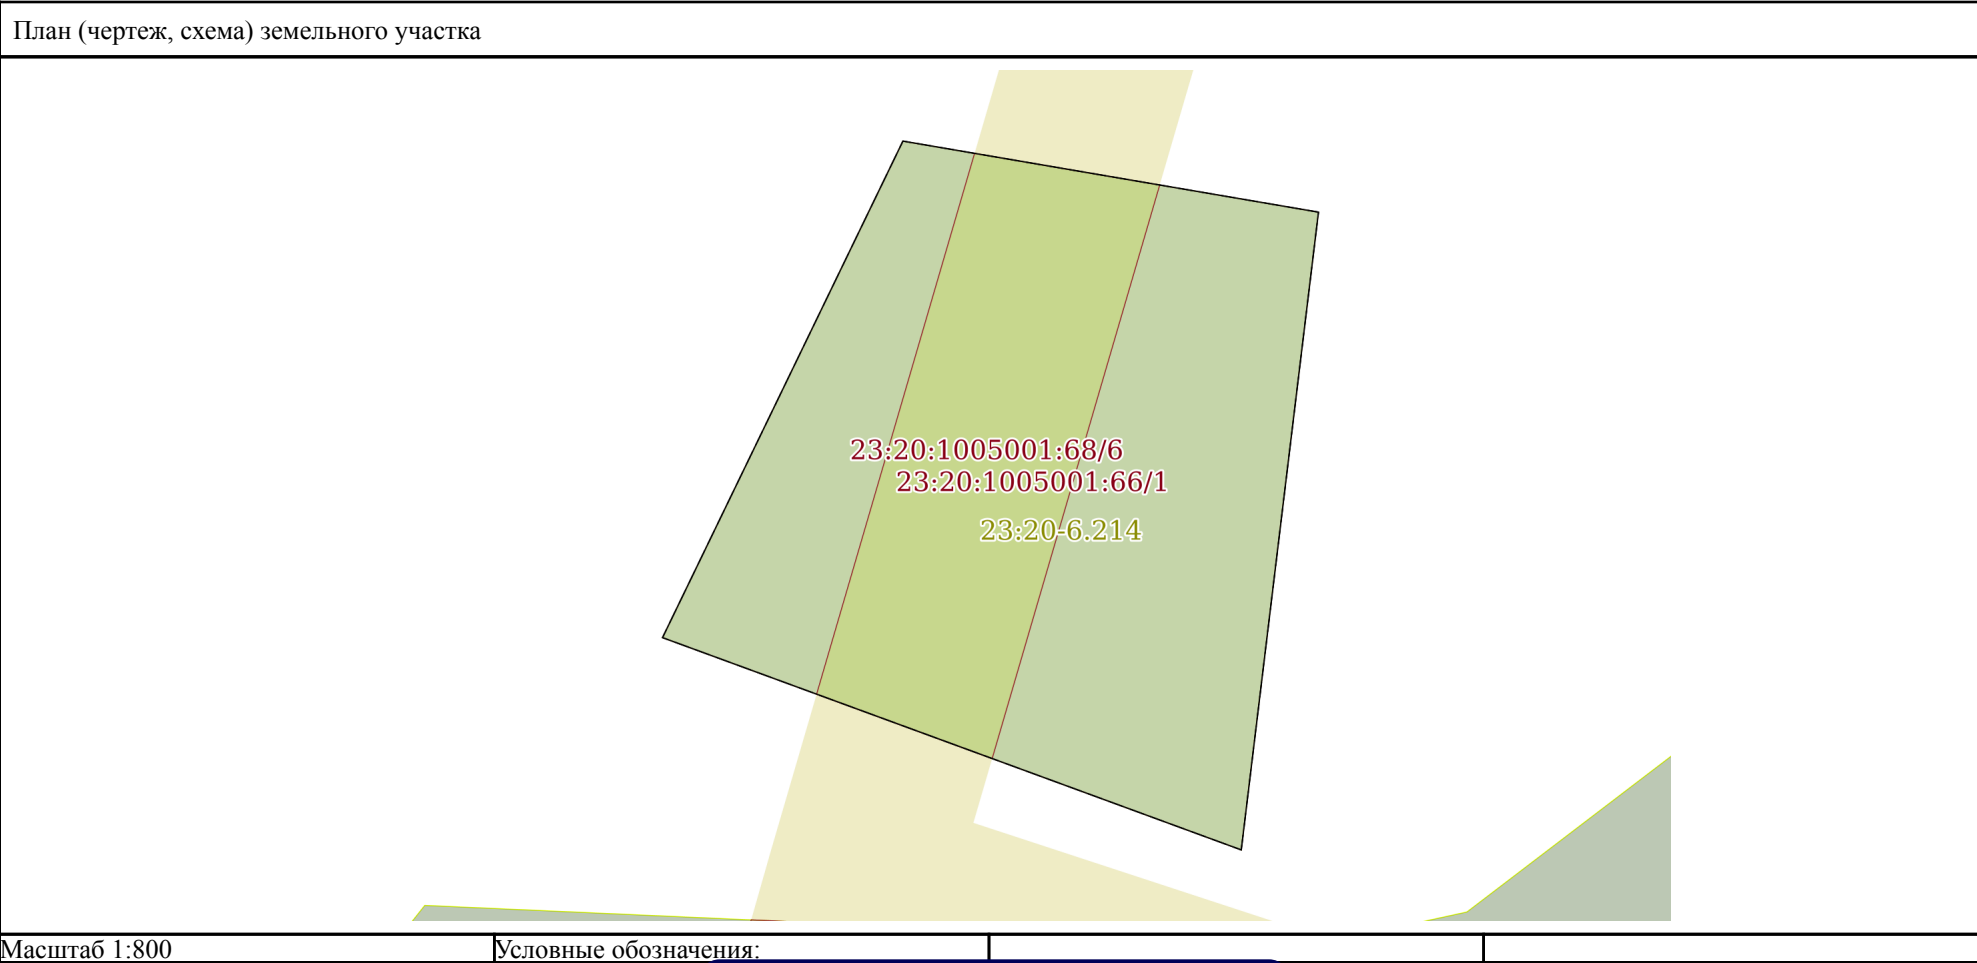 План (чертеж, схема) земельного участка
23:20:1005001:68/6
23:20:1005001:66/1
23:20-6.214
Масштаб 1:800
Условные обозначения: